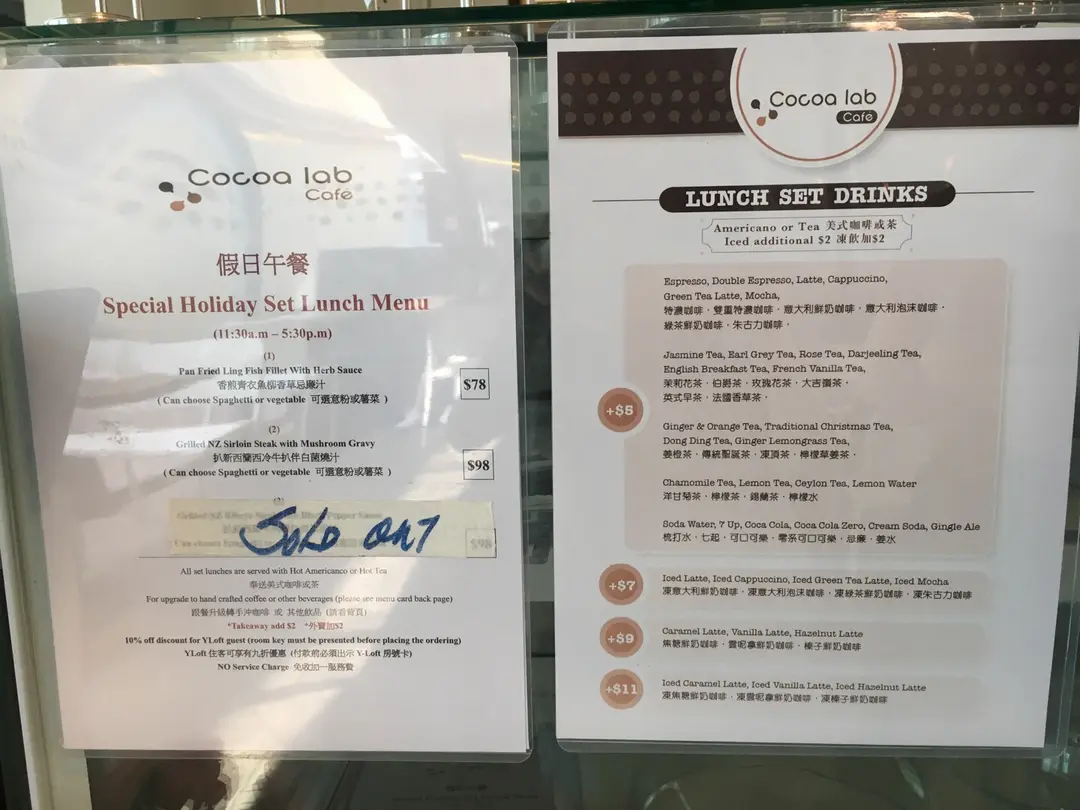 Cocoa lab
Café
假日午餐
Special Holiday Set Lunch Menu
(11:30a.m – 5:30p.m)
(1)
Pan Fried Ling Fish Fillet With Herb Sauce
香煎青衣魚柳香草忌廉汁
( Can choose Spaghetti or vegetable 可選意粉或薯菜 )
$78
(2)
Grilled NZ Sirloin Steak with Mushroom Gravy
扒新西蘭西冷牛扒伴白菌燒汁
( Can choose Spaghetti or vegetable 可選意粉或薯菜 )
$98
Pepper Sauce
SOLD OUT
$98
All set lunches are served with Hot Americanco or Hot Tea
奉送美式咖啡或茶
For upgrade to hand crafted coffee or other beverages (please see menu card back page)
跟餐升級轉手沖咖啡 或 其他飲品 (請看背頁)
*Takeaway add $2 *外賣加$2
10% off discount for YLoft guest (room key must be presented before placing the ordering)
YLoft 住客可享有九折優惠 (付款前必須出示 Y-Loft 房號卡)
NO Service Charge 免收加一服務費
Cocoa lab
Café
LUNCH SET DRINKS
Americano or Tea 美式咖啡或茶
Iced additional $2 凍飲加$2
+$5
Espresso, Double Espresso, Latte, Cappuccino,
Green Tea Latte, Mocha,
特濃咖啡．雙重特濃咖啡．意大利鮮奶咖啡．意大利泡沫咖啡．
綠茶鮮奶咖啡．朱古力咖啡．
Jasmine Tea, Earl Grey Tea, Rose Tea, Darjeeling Tea,
English Breakfast Tea, French Vanilla Tea,
茉莉花茶．伯爵茶．玫瑰花茶．大吉嶺茶．
英式早茶．法國香草茶．
Ginger & Orange Tea, Traditional Christmas Tea,
Dong Ding Tea, Ginger Lemongrass Tea,
姜橙茶．傳統聖誕茶．凍頂茶．檸檬草姜茶．
Chamomile Tea, Lemon Tea, Ceylon Tea, Lemon Water
洋甘菊茶．檸檬茶．錫蘭茶．檸檬水
Soda Water, 7 Up, Coca Cola, Coca Cola Zero, Cream Soda, Gingle Ale
梳打水．七起．可口可樂．零系可口可樂．忌廉．姜水
+$7
Iced Latte, Iced Cappuccino, Iced Green Tea Latte, Iced Mocha
凍意大利鮮奶咖啡．凍意大利泡沫咖啡．凍綠茶鮮奶咖啡．凍朱古力咖啡
+$9
Caramel Latte, Vanilla Latte, Hazelnut Latte
焦糖鮮奶咖啡．雲呢拿鮮奶咖啡．榛子鮮奶咖啡
+$11
Iced Caramel Latte, Iced Vanilla Latte, Iced Hazelnut Latte
凍焦糖鮮奶咖啡．凍雲呢拿鮮奶咖啡．凍榛子鮮奶咖啡